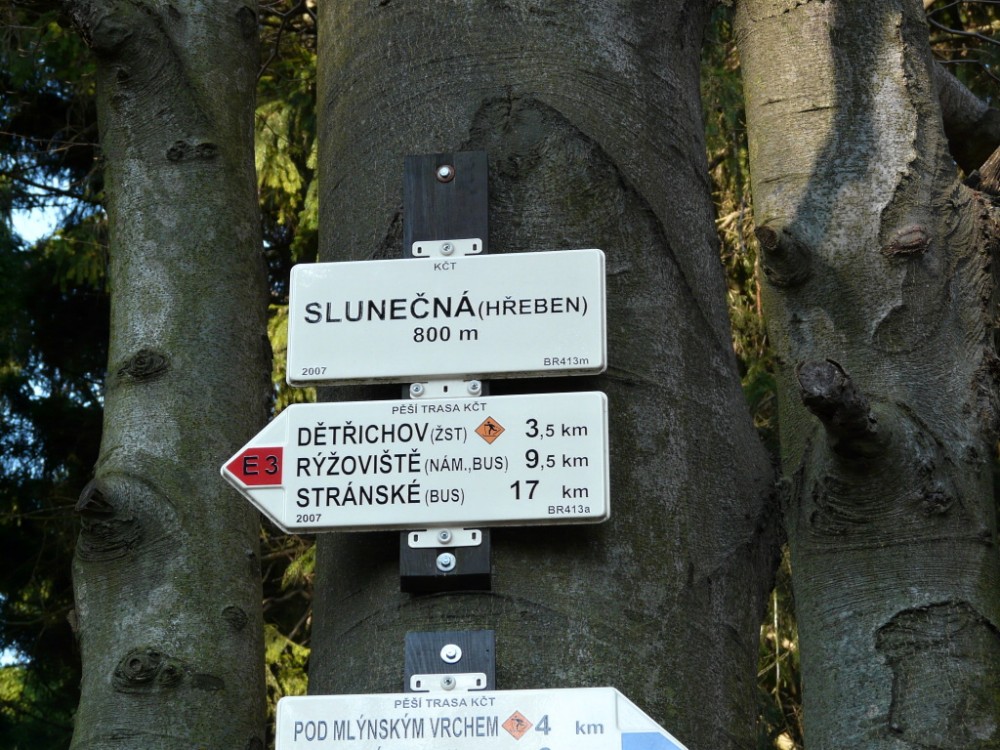 KČT
SLUNEČNÁ (HŘEBEN)
800 m
2007 BR413m
PĚŠÍ TRASA KČT
DĚTŘICHOV (ŽST) 3,5 km
E 3 RÝŽOVIŠTĚ (NÁM.,BUS) 9,5 km
STRÁNSKÉ (BUS) 17 km
2007 BR413a
PĚŠÍ TRASA KČT
POD MLÝNSKÝM VRCHEM 4 km